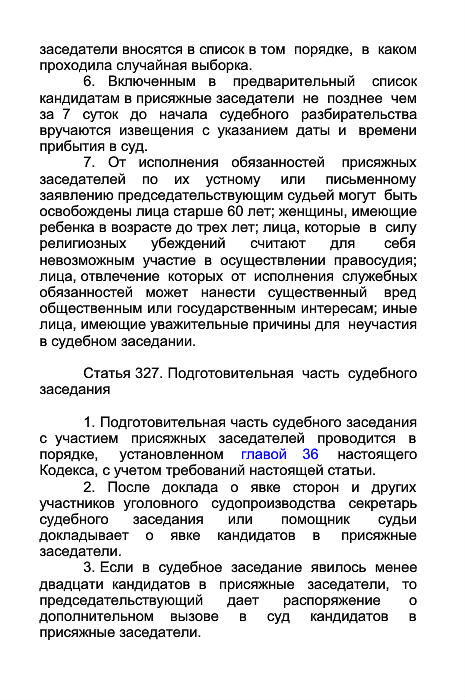 заседатели вносятся в список в том порядке, в каком
проходила случайная выборка.
6. Включенным в предварительный список
кандидатам в присяжные заседатели не позднее чем
за 7 суток до начала судебного разбирательства
вручаются извещения с указанием даты и времени
прибытия в суд.
7. От исполнения обязанностей присяжных
заседателей по их устному или письменному
заявлению председательствующим судьей могут быть
освобождены лица старше 60 лет; женщины, имеющие
ребенка в возрасте до трех лет; лица, которые в силу
религиозных убеждений считают для себя
невозможным участие в осуществлении правосудия;
лица, отвлечение которых от исполнения служебных
обязанностей может нанести существенный вред
общественным или государственным интересам; иные
лица, имеющие уважительные причины для неучастия
в судебном заседании.
Статья 327. Подготовительная часть судебного
заседания
1. Подготовительная часть судебного заседания
с участием присяжных заседателей проводится в
порядке, установленном главой 36 настоящего
Кодекса, с учетом требований настоящей статьи.
2. После доклада о явке сторон и других
участников уголовного судопроизводства секретарь
судебного заседания или помощник судьи
докладывает о явке кандидатов в присяжные
заседатели.
3. Если в судебное заседание явилось менее
двадцати кандидатов в присяжные заседатели, то
председательствующий дает распоряжение о
дополнительном вызове в суд кандидатов в
присяжные заседатели.